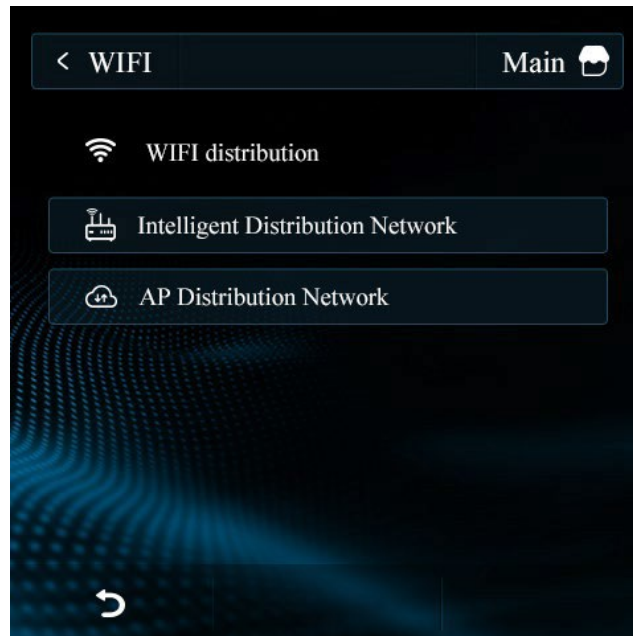 < WIFI
Main
WIFI distribution
Intelligent Distribution Network
AP Distribution Network